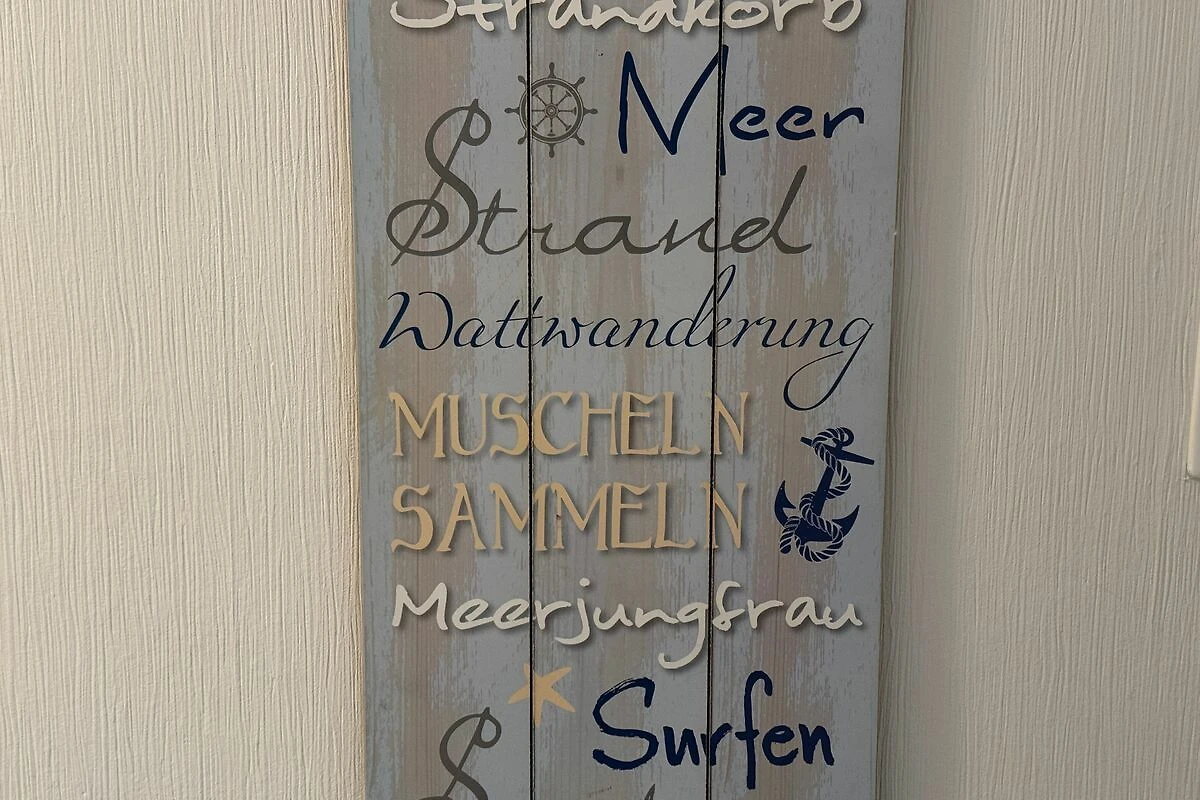 Strandkorb
Meer
Strand
Wattwanderung
MUSCHELN
SAMMELN
Meerjungfrau
Surfen